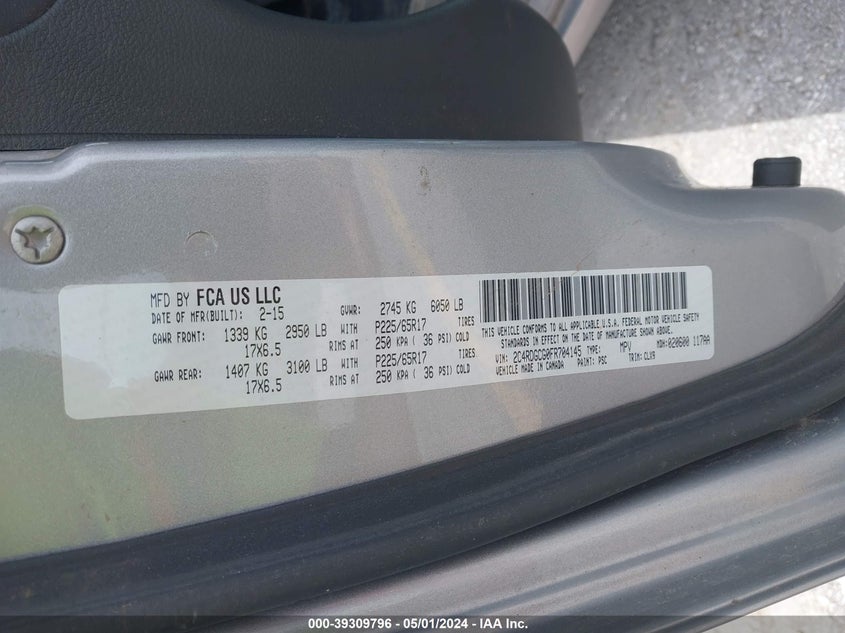 MFD BY FCA US LLC
DATE OF MFR(BUILT): 2-15 GVWR: 2745 KG 6050 LB
GAWR FRONT: 1339 KG 2950 LB WITH P225/65R17 TIRES
17X6.5 RIMS AT 250 KPA ( 36 PSI) COLD
GAWR REAR: 1407 KG 3100 LB WITH P225/65R17 TIRES
17X6.5 RIMS AT 250 KPA ( 36 PSI) COLD
THIS VEHICLE CONFORMS TO ALL APPLICABLE U.S.A. FEDERAL MOTOR VEHICLE SAFETY
STANDARDS IN EFFECT ON THE DATE OF MANUFACTURE SHOWN ABOVE.
VIN: 2C4RDGCG0FR704145 TYPE: MPV MDH:020600 117AA
VEHICLE MADE IN CANADA PAINT: PSC TRIM: CLX9
000-39309796 - 05/01/2024 - IAA